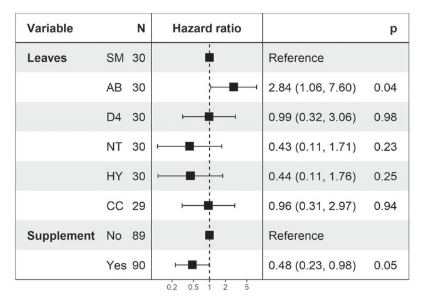 Variable N Hazard ratio p
Leaves SM 30 Reference
AB 30 2.84 (1.06, 7.60) 0.04
D4 30 0.99 (0.32, 3.06) 0.98
NT 30 0.43 (0.11, 1.71) 0.23
HY 30 0.44 (0.11, 1.76) 0.25
CC 29 0.96 (0.31, 2.97) 0.94
Supplement No 89 Reference
Yes 90 0.48 (0.23, 0.98) 0.05
0.2 0.5 1 2 5